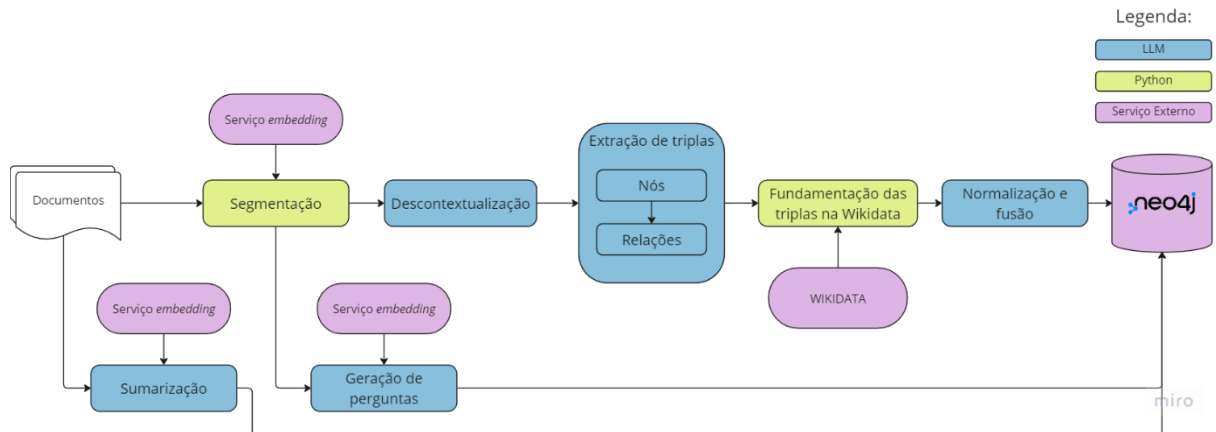 Legenda:
LLM
Python
Serviço Externo
Serviço embedding
Extração de triplas
Nós
Relações
Documentos
Segmentação
Descontextualização
Fundamentação das
triplas na Wikidata
Normalização e
fusão
neo4j
WIKIDATA
Serviço embedding
Serviço embedding
Sumarização
Geração de
perguntas
miro